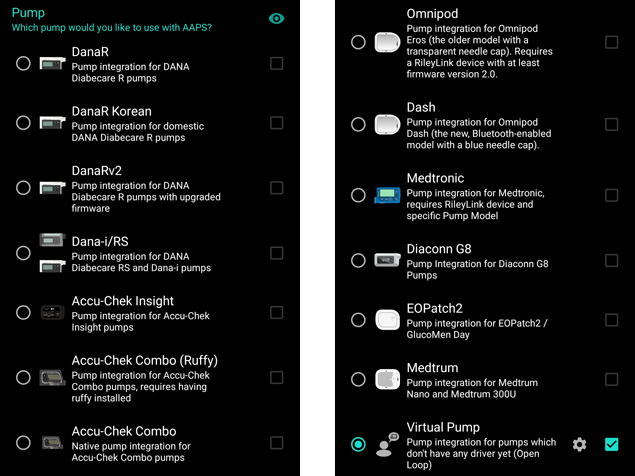 Pump
Which pump would you like to use with AAPS?
DanaR
Pump integration for DANA
Diabecare R pumps
DanaR Korean
Pump integration for domestic
DANA Diabecare R pumps
DanaRv2
Pump integration for DANA
Diabecare R pumps with upgraded
firmware
Dana-i/RS
Pump integration for DANA
Diabecare RS and Dana-i pumps
Accu-Chek Insight
Pump integration for Accu-Chek
Insight pumps
Accu-Chek Combo (Ruffy)
Pump integration for Accu-Chek
Combo pumps, requires having
ruffy installed
Accu-Chek Combo
Native pump integration for
Accu-Chek Combo pumps
Omnipod
Pump integration for Omnipod
Eros (the older model with a
transparent needle cap). Requires
a RileyLink device with at least
firmware version 2.0.
Dash
Pump integration for Omnipod
Dash (the new, Bluetooth-enabled
model with a blue needle cap).
Medtronic
Pump integration for Medtronic,
requires RileyLink device and
specific Pump Model
Diaconn G8
Pump Integration for Diaconn G8
Pumps
EOPatch2
Pump integration for EOPatch2 /
GlucoMen Day
Medtrum
Pump integration for Medtrum
Nano and Medtrum 300U
Virtual Pump
Pump integration for pumps which
don't have any driver yet (Open
Loop)